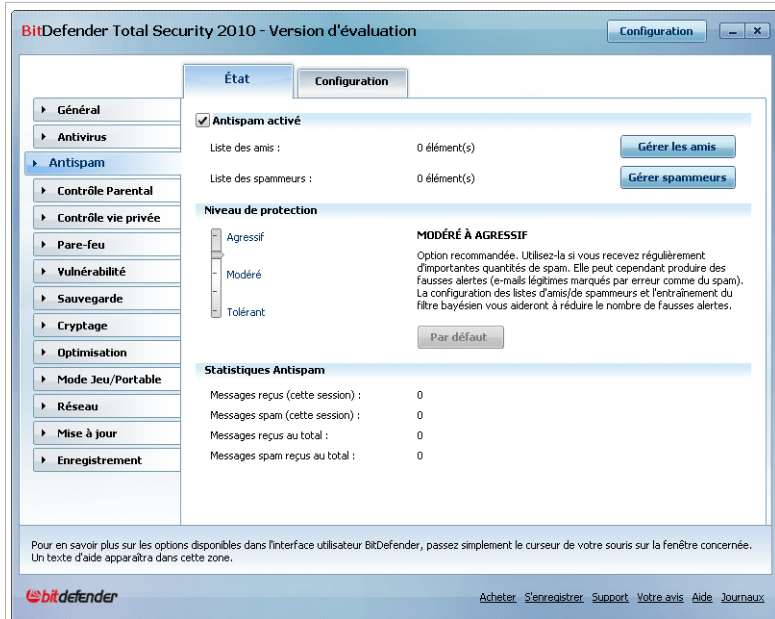 BitDefender Total Security 2010 - Version d'évaluation
Configuration
État
Configuration
Général
Antivirus
Antispam
Contrôle Parental
Contrôle vie privée
Pare-feu
Vulnérabilité
Sauvegarde
Cryptage
Optimisation
Mode Jeu/Portable
Réseau
Mise à jour
Enregistrement
Antispam activé
Liste des amis : 0 élément(s) Gérer les amis
Liste des spammeurs : 0 élément(s) Gérer spammeurs
Niveau de protection
Agressif
Modéré
Tolérant
MODÉRÉ À AGRESSIF
Option recommandée. Utilisez-la si vous recevez régulièrement
d'importantes quantités de spam. Elle peut cependant produire des
fausses alertes (e-mails légitimes marqués par erreur comme du spam).
La configuration des listes d'amis/de spammeurs et l'entraînement du
filtre bayésien vous aideront à réduire le nombre de fausses alertes.
Par défaut
Statistiques Antispam
Messages reçus (cette session) : 0
Messages spam (cette session) : 0
Messages reçus au total : 0
Messages spam reçus au total : 0
Pour en savoir plus sur les options disponibles dans l'interface utilisateur BitDefender, passez simplement le curseur de votre souris sur la fenêtre concernée.
Un texte d'aide apparaîtra dans cette zone.
bitdefender
Acheter S'enregistrer Support Votre avis Aide Journaux